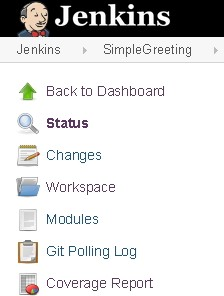 Jenkins
Jenkins SimpleGreeting
Back to Dashboard
Status
Changes
Workspace
Modules
Git Polling Log
Coverage Report